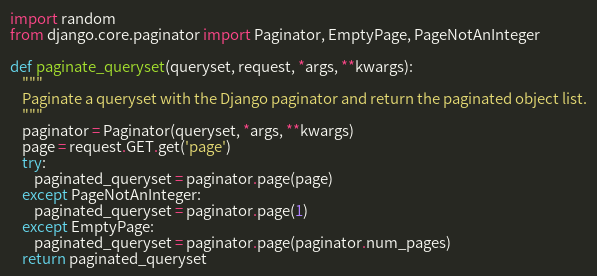 import random
from django.core.paginator import Paginator, EmptyPage, PageNotAnInteger

def paginate_queryset(queryset, request, *args, **kwargs):
    """
    Paginate a queryset with the Django paginator and return the paginated object list.
    """
    paginator = Paginator(queryset, *args, **kwargs)
    page = request.GET.get('page')
    try:
        paginated_queryset = paginator.page(page)
    except PageNotAnInteger:
        paginated_queryset = paginator.page(1)
    except EmptyPage:
        paginated_queryset = paginator.page(paginator.num_pages)
    return paginated_queryset